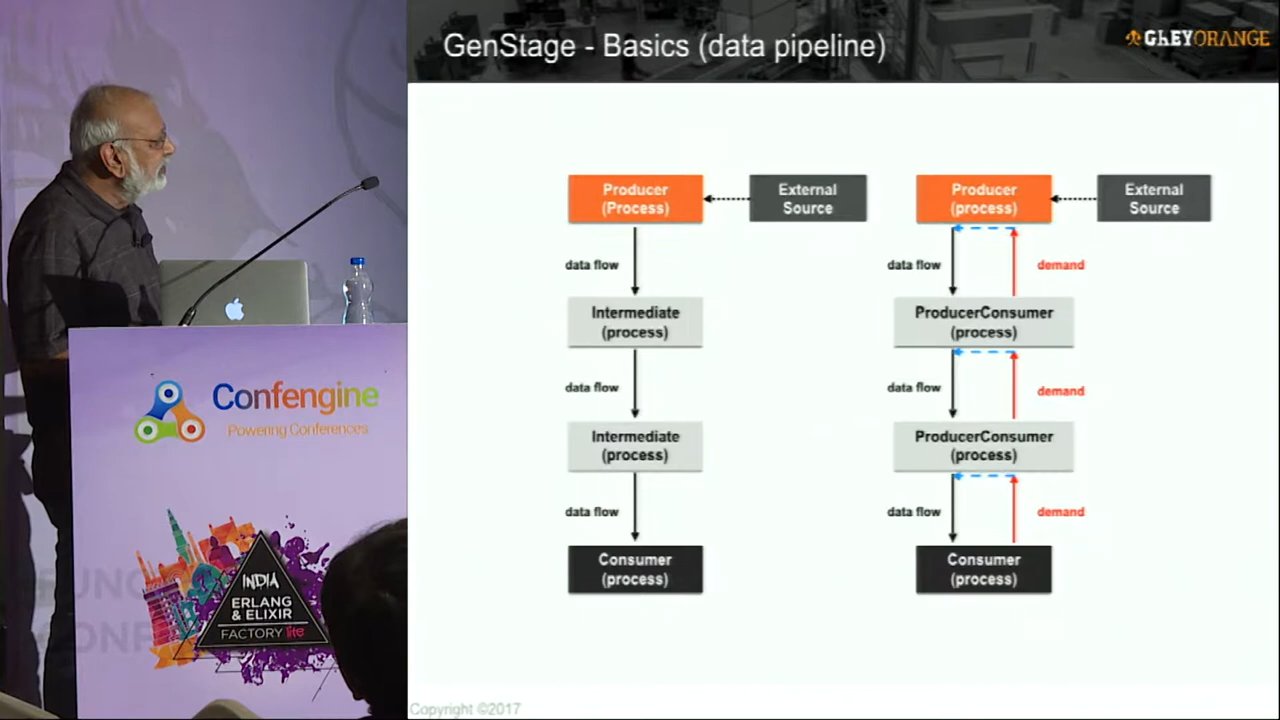 GenStage - Basics (data pipeline)
GREYORANGE
Producer
(Process)
External
Source
data flow
Intermediate
(process)
data flow
Intermediate
(process)
data flow
Consumer
(process)
Producer
(process)
External
Source
data flow
demand
ProducerConsumer
(process)
data flow
demand
ProducerConsumer
(process)
data flow
demand
Consumer
(process)
Copyright ©2017
Confengine
Powering Conferences
INDIA
ERLANG
& ELIXIR
FACTORY lite